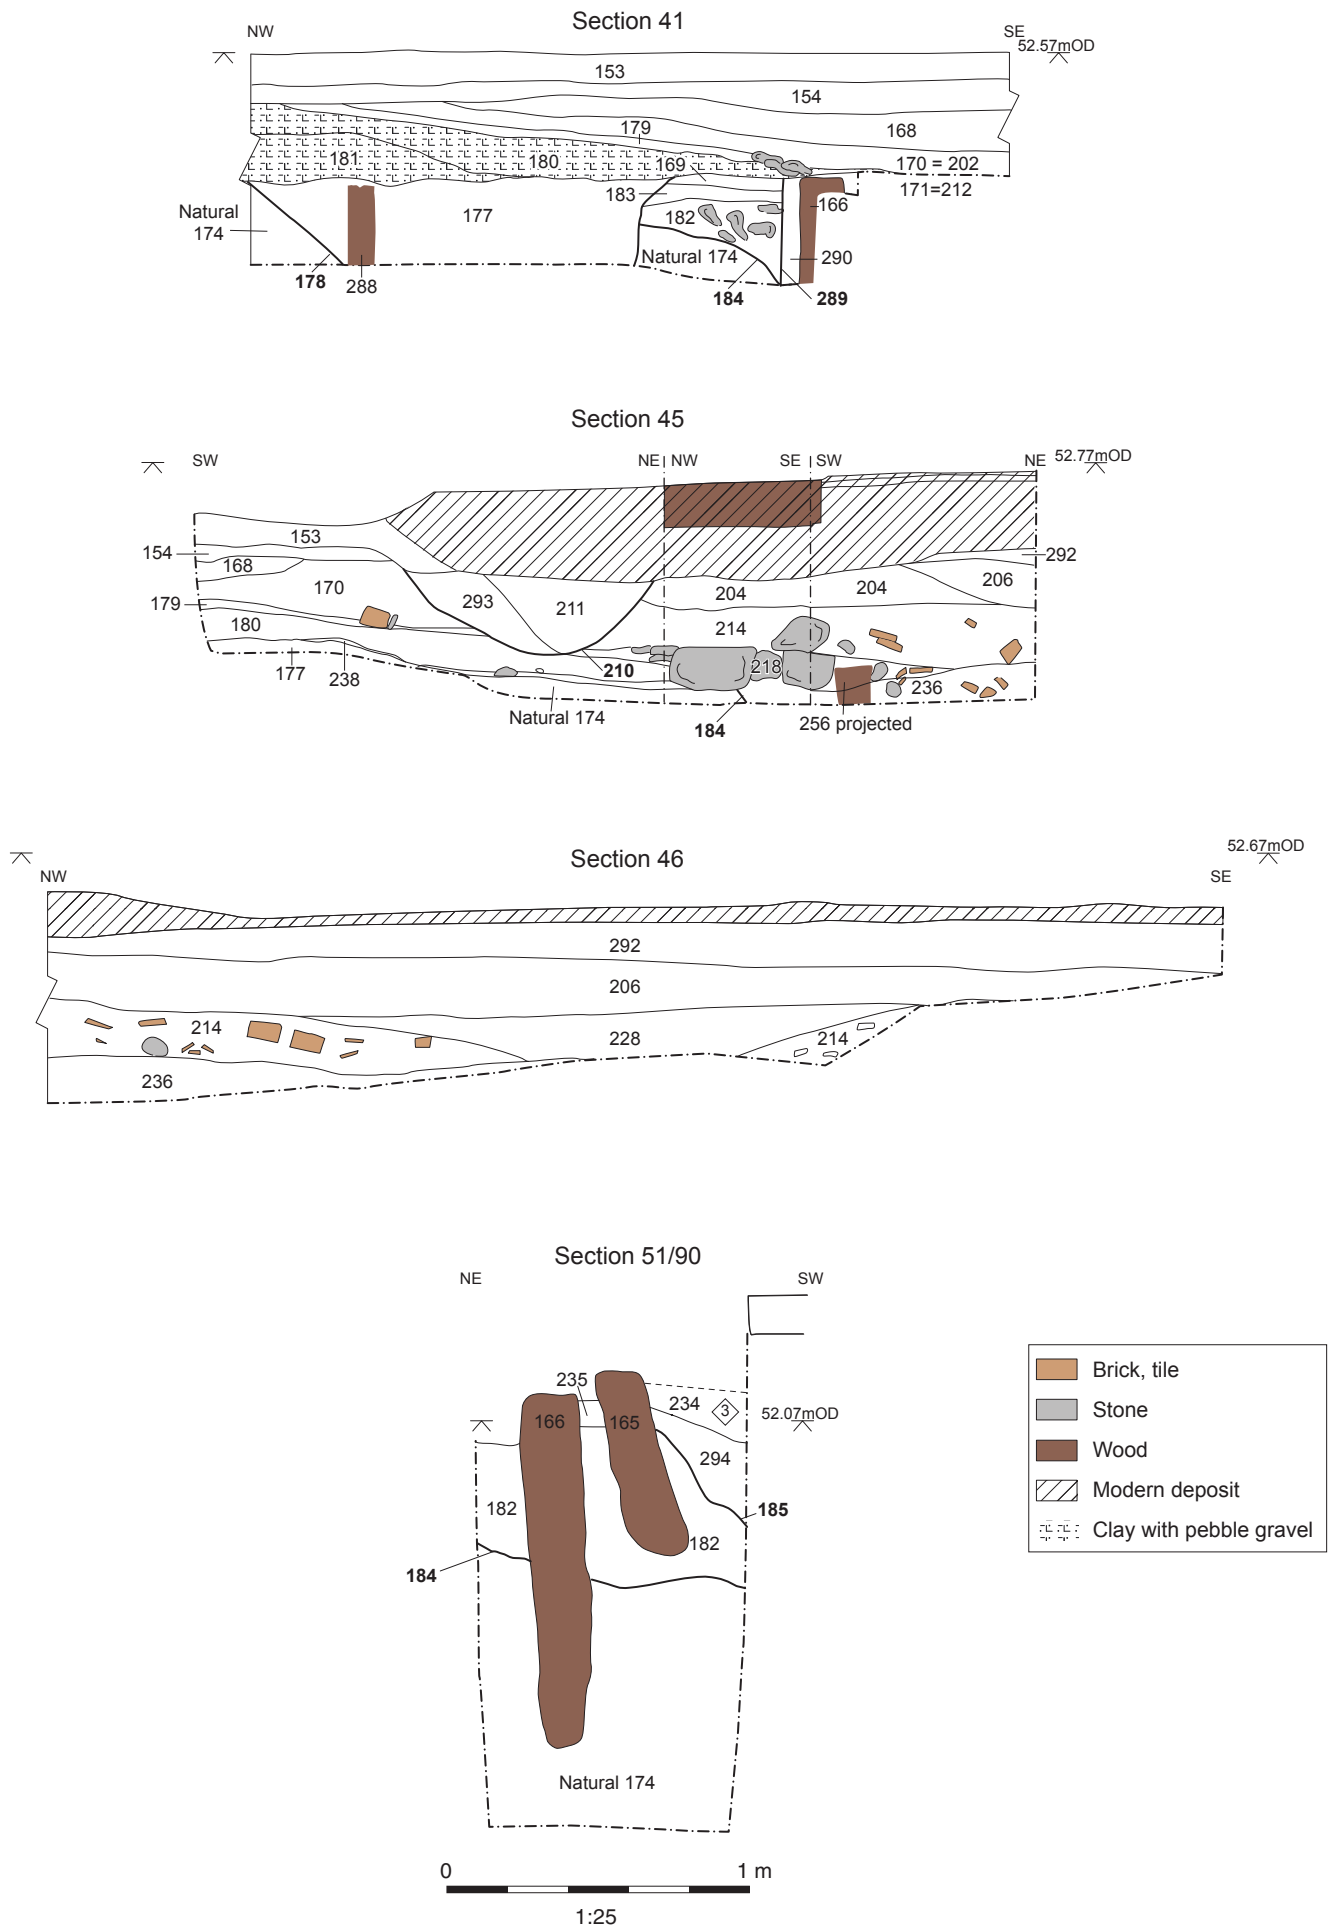 Section 41
NW
SE
52.57mOD
153
154
179
168
181
180
169
170 = 202
183
171=212
166
Natural
174
177
182
Natural 174
290
178
288
184
289
Section 45
SW
NE
NW
SE
SW
NE
52.77mOD
153
154
292
168
206
170
293
211
204
204
179
180
214
177
238
210
218
236
Natural 174
184
256 projected
Section 46
52.67mOD
NW
SE
292
206
214
228
214
236
Section 51/90
NE
SW
235
234
3
52.07mOD
166
165
294
182
185
182
184
Natural 174
Brick, tile
Stone
Wood
Modern deposit
Clay with pebble gravel
0
1 m
1:25